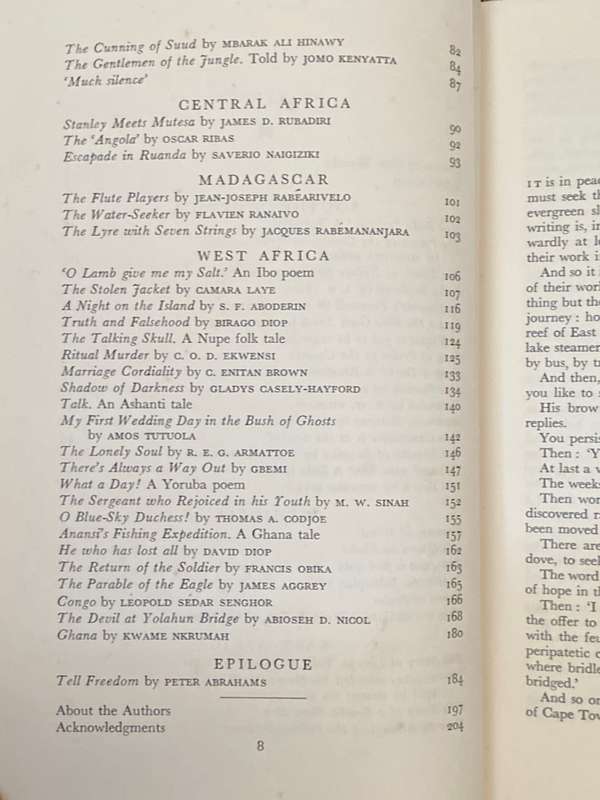 The Cunning of Suud by MBARAK ALI HINAWY 82
The Gentlemen of the Jungle. Told by JOMO KENYATTA 84
'Much silence' 87
CENTRAL AFRICA
Stanley Meets Mutesa by JAMES D. RUBADIRI 90
The 'Angola' by OSCAR RIBAS 92
Escapade in Ruanda by SAVERIO NAIGIZIKI 93
MADAGASCAR
The Flute Players by JEAN-JOSEPH RABÉARIVELO 101
The Water-Seeker by FLAVIEN RANAIVO 102
The Lyre with Seven Strings by JACQUES RABÉMANANJARA 103
WEST AFRICA
'O Lamb give me my Salt.' An Ibo poem 106
The Stolen Jacket by CAMARA LAYE 107
A Night on the Island by S. F. ABODERIN 116
Truth and Falsehood by BIRAGO DIOP 119
The Talking Skull. A Nupe folk tale 124
Ritual Murder by C. O. D. EKWENSI 125
Marriage Cordiality by C. ENITAN BROWN 133
Shadow of Darkness by GLADYS CASELY-HAYFORD 134
Talk. An Ashanti tale 140
My First Wedding Day in the Bush of Ghosts
by AMOS TUTUOLA 142
The Lonely Soul by R. E. G. ARMATTOE 146
There's Always a Way Out by GBEMI 147
What a Day! A Yoruba poem 151
The Sergeant who Rejoiced in his Youth by M. W. SINAH 152
O Blue-Sky Duchess! by THOMAS A. CODJOE 155
Anansi's Fishing Expedition. A Ghana tale 157
He who has lost all by DAVID DIOP 162
The Return of the Soldier by FRANCIS OBIKA 163
The Parable of the Eagle by JAMES AGGREY 165
Congo by LÉOPOLD SÉDAR SENGHOR 166
The Devil at Yolahun Bridge by ABIOSEH D. NICOL 168
Ghana by KWAME NKRUMAH 180
EPILOGUE
Tell Freedom by PETER ABRAHAMS 184
About the Authors 197
Acknowledgments 204
8
IT is in peac
must seek th
evergreen sl
writing is, in
wardly at le
their work i
And so it
of their work
thing but the
journey: ho
reef of East
lake steamer
by bus, by t
And then,
you like to
His brow
replies.
You persis
Then: 'Y
At last a v
The weeks
Then wor
discovered r
been moved
There are
dove, to seek
The word
of hope in th
Then: 'I
the offer to
with the feu
peripatetic c
where bridle
bridged.'
And so or
of Cape Tow